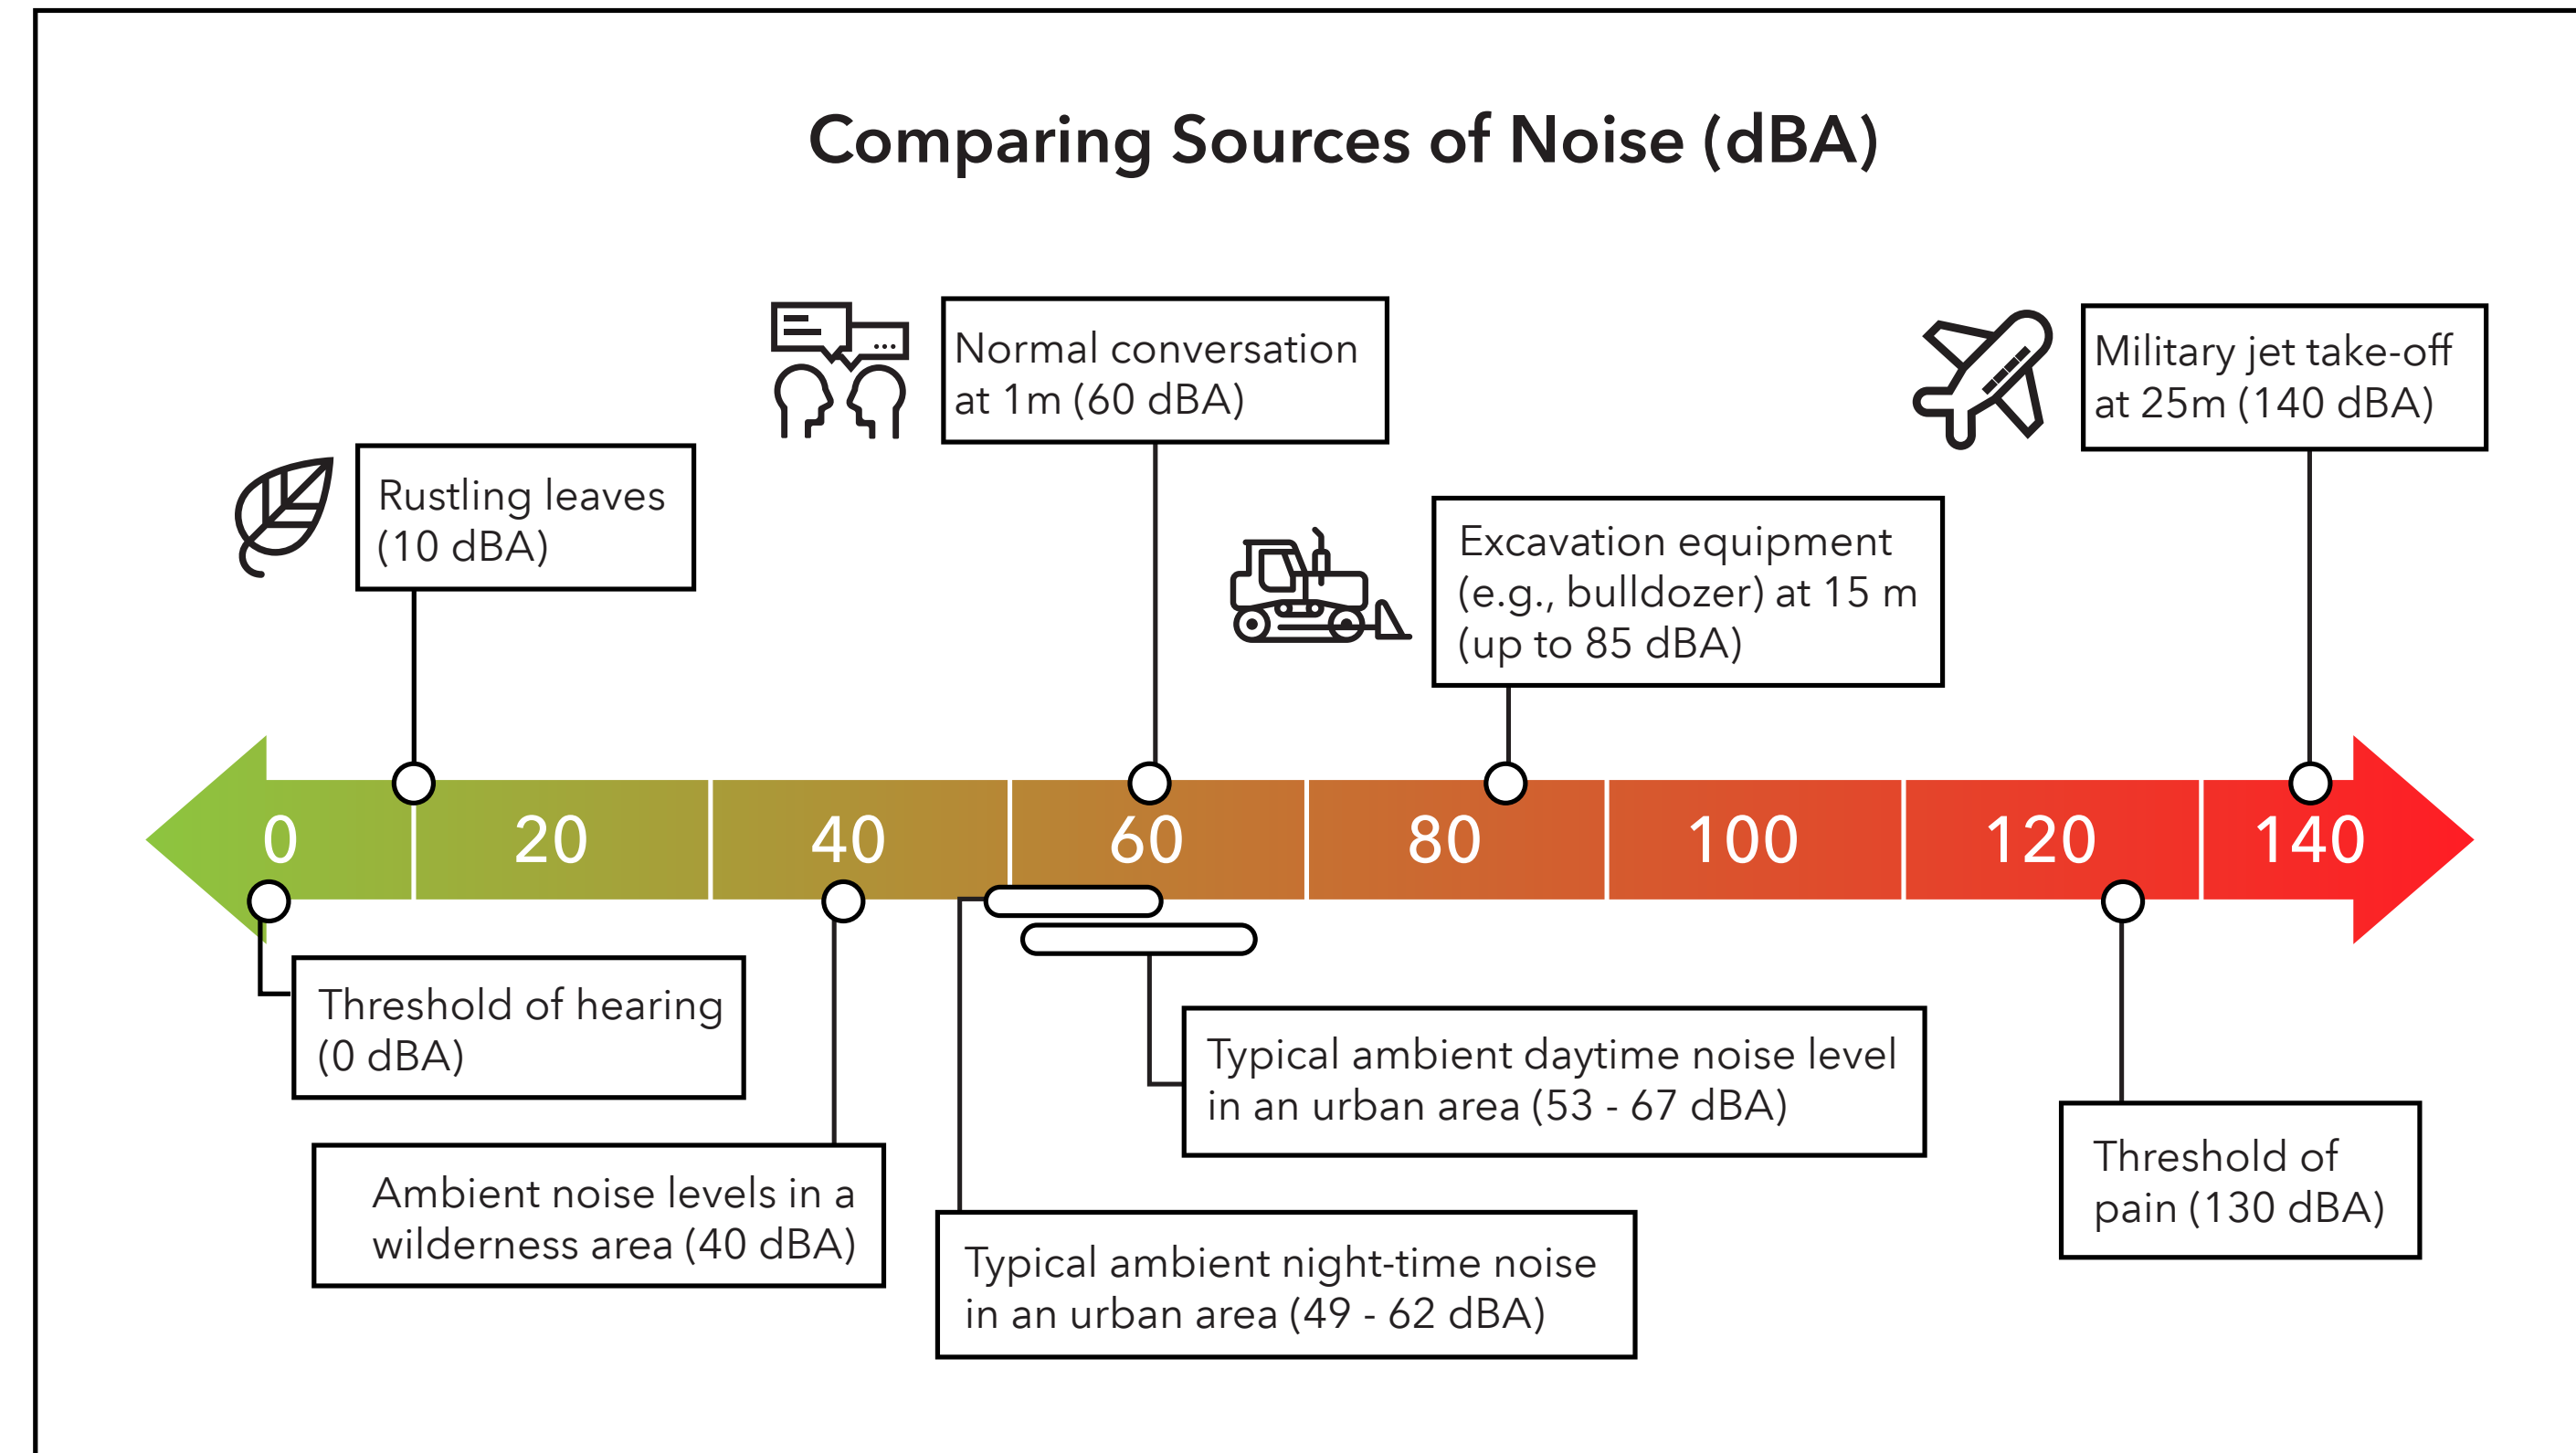 Comparing Sources of Noise (dBA)
Normal conversation
at 1m (60 dBA)
Military jet take-off
at 25m (140 dBA)
Rustling leaves
(10 dBA)
Excavation equipment
(e.g., bulldozer) at 15 m
(up to 85 dBA)
0 20 40 60 80 100 120 140
Threshold of hearing
(0 dBA)
Typical ambient daytime noise level
in an urban area (53 - 67 dBA)
Ambient noise levels in a
wilderness area (40 dBA)
Threshold of
pain (130 dBA)
Typical ambient night-time noise
in an urban area (49 - 62 dBA)